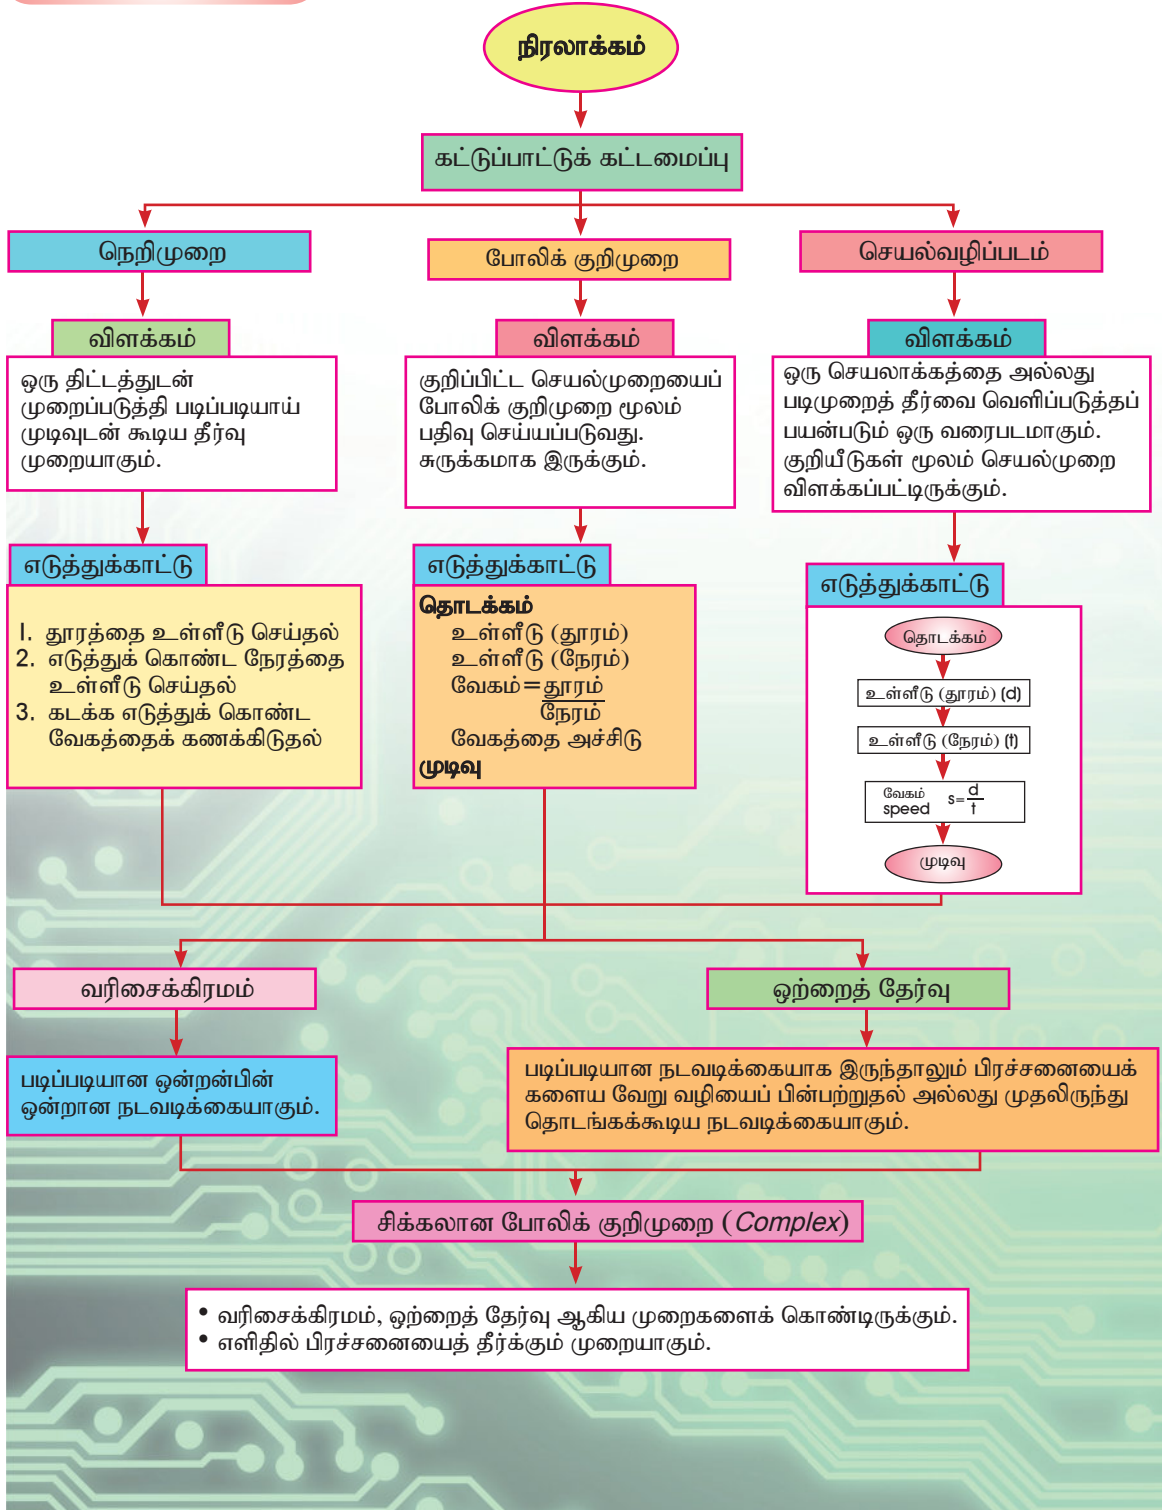 நிரலாக்கம்
கட்டுப்பாட்டுக் கட்டமைப்பு
நெறிமுறை
போலிக் குறிமுறை
செயல்வழிப்படம்
விளக்கம்
ஒரு திட்டத்துடன்
முறைப்படுத்தி படிப்படியாய்
முடிவுடன் கூடிய தீர்வு
முறையாகும்.
விளக்கம்
குறிப்பிட்ட செயல்முறையைப்
போலிக் குறிமுறை மூலம்
பதிவு செய்யப்படுவது.
சுருக்கமாக இருக்கும்.
விளக்கம்
ஒரு செயலாக்கத்தை அல்லது
படிமுறைத் தீர்வை வெளிப்படுத்தப்
பயன்படும் ஒரு வரைபடமாகும்.
குறியீடுகள் மூலம் செயல்முறை
விளக்கப்பட்டிருக்கும்.
எடுத்துக்காட்டு
1. தூரத்தை உள்ளீடு செய்தல்
2. எடுத்துக் கொண்ட நேரத்தை
உள்ளீடு செய்தல்
3. கடக்க எடுத்துக் கொண்ட
வேகத்தைக் கணக்கிடுதல்
எடுத்துக்காட்டு
தொடக்கம்
உள்ளீடு (தூரம்)
உள்ளீடு (நேரம்)
வேகம்=தூரம்
நேரம்
வேகத்தை அச்சிடு
முடிவு
எடுத்துக்காட்டு
தொடக்கம்
உள்ளீடு (தூரம்) (d)
உள்ளீடு (நேரம்) (t)
வேகம்
speed s=d/t
முடிவு
வரிசைக்கிரமம்
ஒற்றைத் தேர்வு
படிப்படியான ஒன்றன்பின்
ஒன்றான நடவடிக்கையாகும்.
படிப்படியான நடவடிக்கையாக இருந்தாலும் பிரச்சனையைக்
களைய வேறு வழியைப் பின்பற்றுதல் அல்லது முதலிருந்து
தொடங்கக்கூடிய நடவடிக்கையாகும்.
சிக்கலான போலிக் குறிமுறை (Complex)
• வரிசைக்கிரமம், ஒற்றைத் தேர்வு ஆகிய முறைகளைக் கொண்டிருக்கும்.
• எளிதில் பிரச்சனையைத் தீர்க்கும் முறையாகும்.